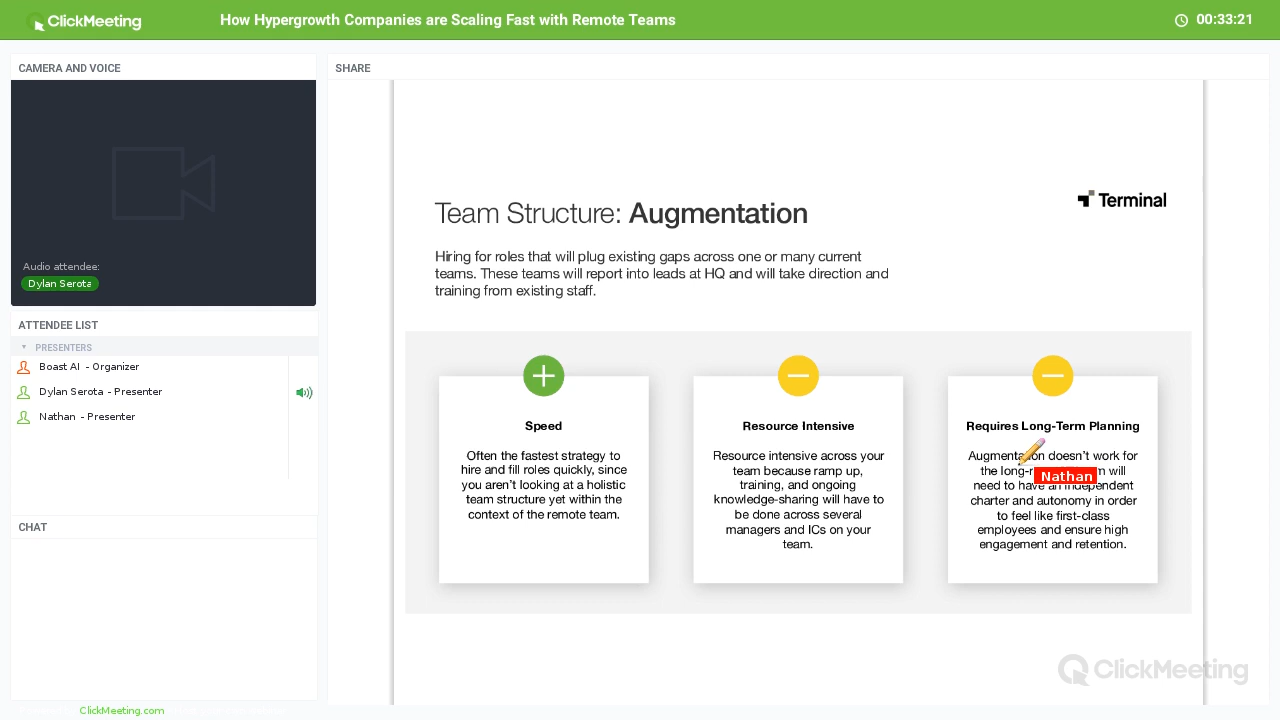 ClickMeeting
How Hypergrowth Companies are Scaling Fast with Remote Teams
00:33:21
CAMERA AND VOICE
Audio attendee:
Dylan Serota
ATTENDEE LIST
PRESENTERS
Boast AI - Organizer
Dylan Serota - Presenter
Nathan - Presenter
CHAT
ClickMeeting.com
SHARE
Terminal
Team Structure: Augmentation
Hiring for roles that will plug existing gaps across one or many current
teams. These teams will report into leads at HQ and will take direction and
training from existing staff.
Speed
Often the fastest strategy to
hire and fill roles quickly, since
you aren't looking at a holistic
team structure yet within the
context of the remote team.
Resource Intensive
Resource intensive across your
team because ramp up,
training, and ongoing
knowledge-sharing will have to
be done across several
managers and ICs on your
team.
Requires Long-Term Planning
Augmentation doesn't work for
the will
need to have an independent
charter and autonomy in order
to feel like first-class
employees and ensure high
engagement and retention.
Nathan
ClickMeeting